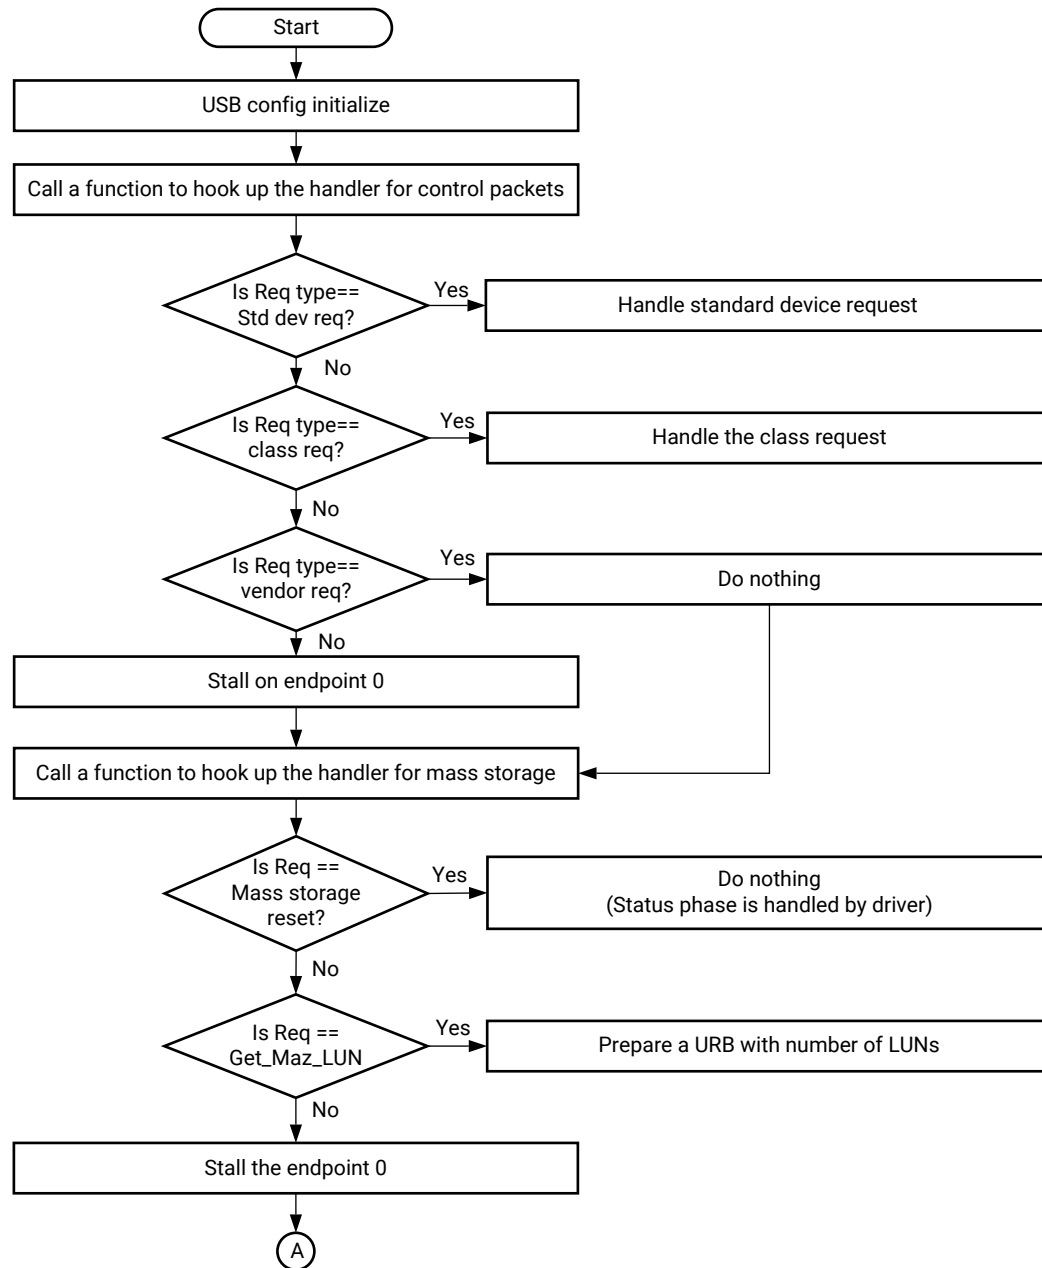 Start
USB config initialize
Call a function to hook up the handler for control packets
Is Req type==
Std dev req?
Yes
Handle standard device request
No
Is Req type==
class req?
Yes
Handle the class request
No
Is Req type==
vendor req?
Yes
Do nothing
No
Stall on endpoint 0
Call a function to hook up the handler for mass storage
Is Req ==
Mass storage
reset?
Yes
Do nothing
(Status phase is handled by driver)
No
Is Req ==
Get_Maz_LUN
Yes
Prepare a URB with number of LUNs
No
Stall the endpoint 0
A